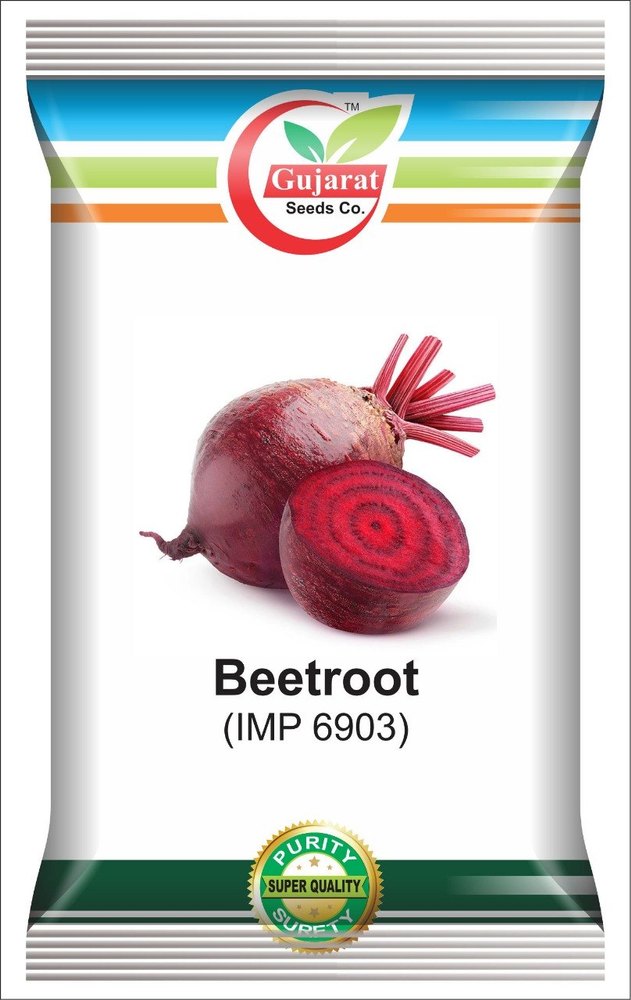 TM
Gujarat
Seeds Co.
Beetroot
(IMP 6903)
PURITY
SUPER QUALITY
SURETY